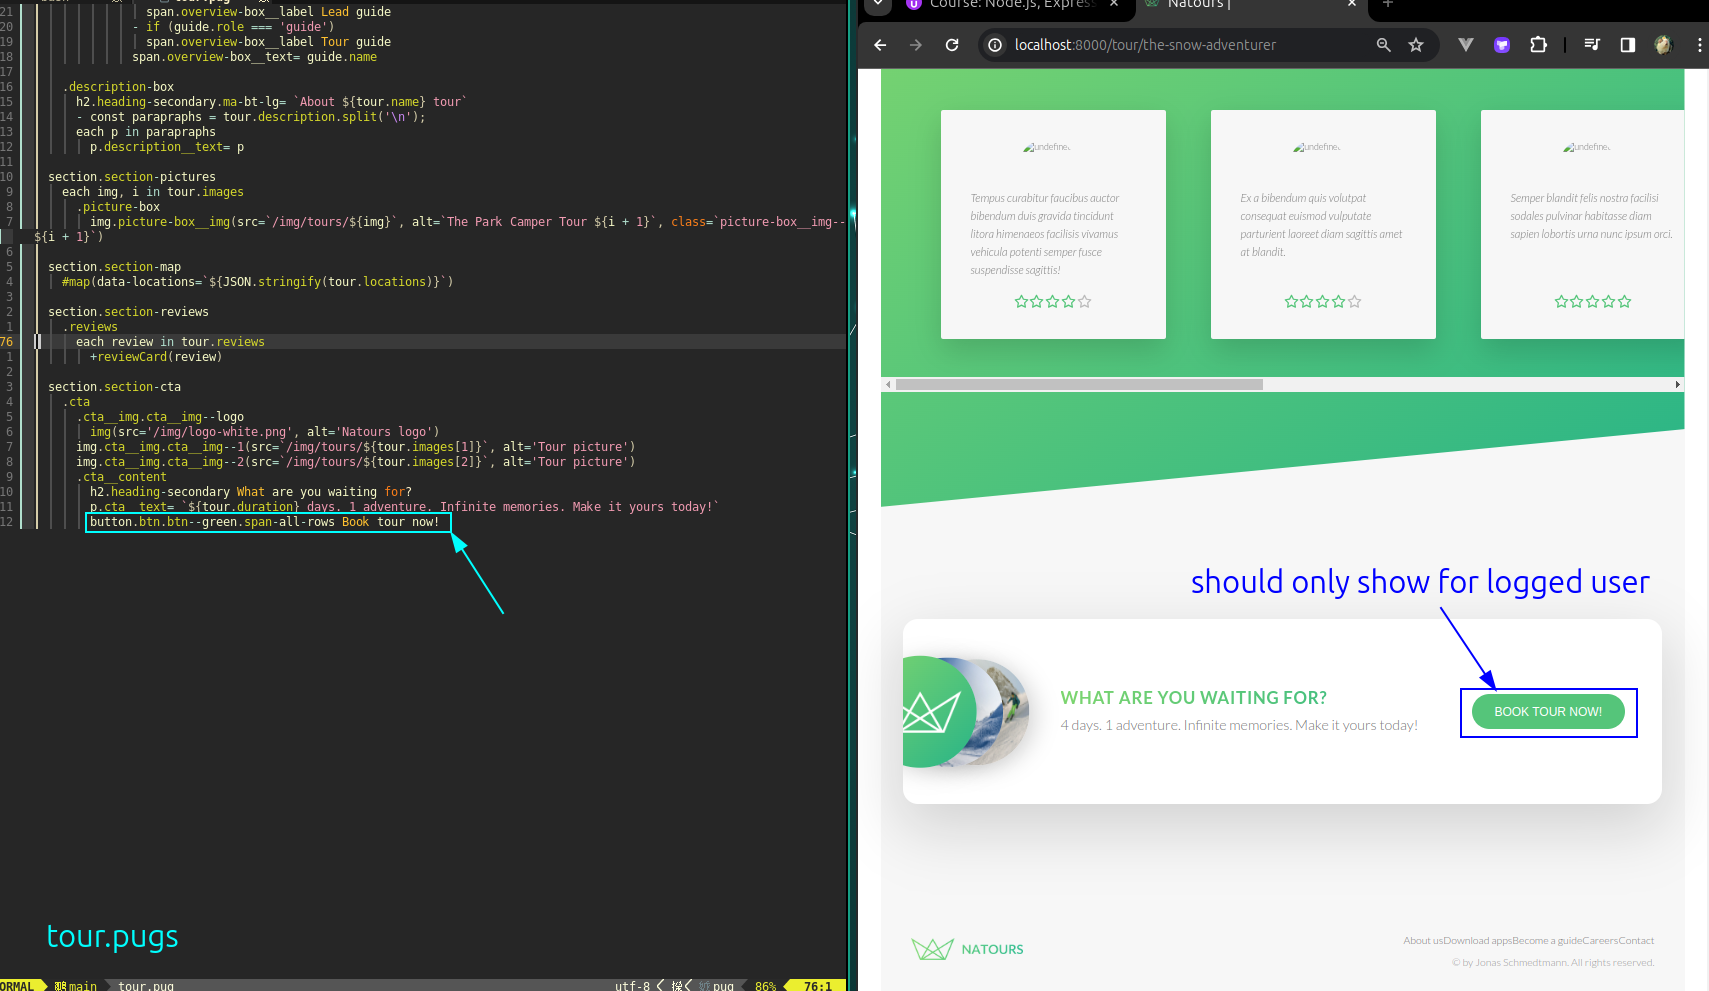 21 span.overview-box__label Lead guide
20 - if (guide.role === 'guide')
19 span.overview-box__label Tour guide
18 span.overview-box__text= guide.name
17
16 .description-box
15 h2.heading-secondary.ma-bt-lg= `About ${tour.name} tour`
14 - const parapraphs = tour.description.split('\n');
13 each p in parapraphs
12 p.description__text= p
11
10 section.section-pictures
9 each img, i in tour.images
8 .picture-box
7 img.picture-box__img(src=`/img/tours/${img}`, alt=`The Park Camper Tour ${i + 1}`, class=`picture-box__img--
${i + 1}`)
6
5 section.section-map
4 #map(data-locations=`${JSON.stringify(tour.locations)}`)
3
2 section.section-reviews
1 .reviews
76 each review in tour.reviews
1 +reviewCard(review)
2
3 section.section-cta
4 .cta
5 .cta__img.cta__img--logo
6 img(src='/img/logo-white.png', alt='Natours logo')
7 img.cta__img.cta__img--1(src=`/img/tours/${tour.images[1]}`, alt='Tour picture')
8 img.cta__img.cta__img--2(src=`/img/tours/${tour.images[2]}`, alt='Tour picture')
9 .cta__content
10 h2.heading-secondary What are you waiting for?
11 p.cta__text= `${tour.duration} days. 1 adventure. Infinite memories. Make it yours today!`
12 button.btn.btn--green.span-all-rows Book tour now!
tour.pugs
ORMAL main tour.pug utf-8 pug 86% 76:1
Course: Node.js, Express
Natours |
localhost:8000/tour/the-snow-adventurer
undefine
Tempus curabitur faucibus auctor
bibendum duis gravida tincidunt
litora himenaeos facilisis vivamus
vehicula potenti semper fusce
suspendisse sagittis!
undefine
Ex a bibendum quis volutpat
consequat euismod vulputate
parturient laoreet diam sagittis amet
at blandit.
undefine
Semper blandit felis nostra facilisi
sodales pulvinar habitasse diam
sapien lobortis urna nunc ipsum orci.
should only show for logged user
WHAT ARE YOU WAITING FOR?
4 days. 1 adventure. Infinite memories. Make it yours today!
BOOK TOUR NOW!
NATOURS
About usDownload appsBecome a guideCareersContact
© by Jonas Schmedtmann. All rights reserved.